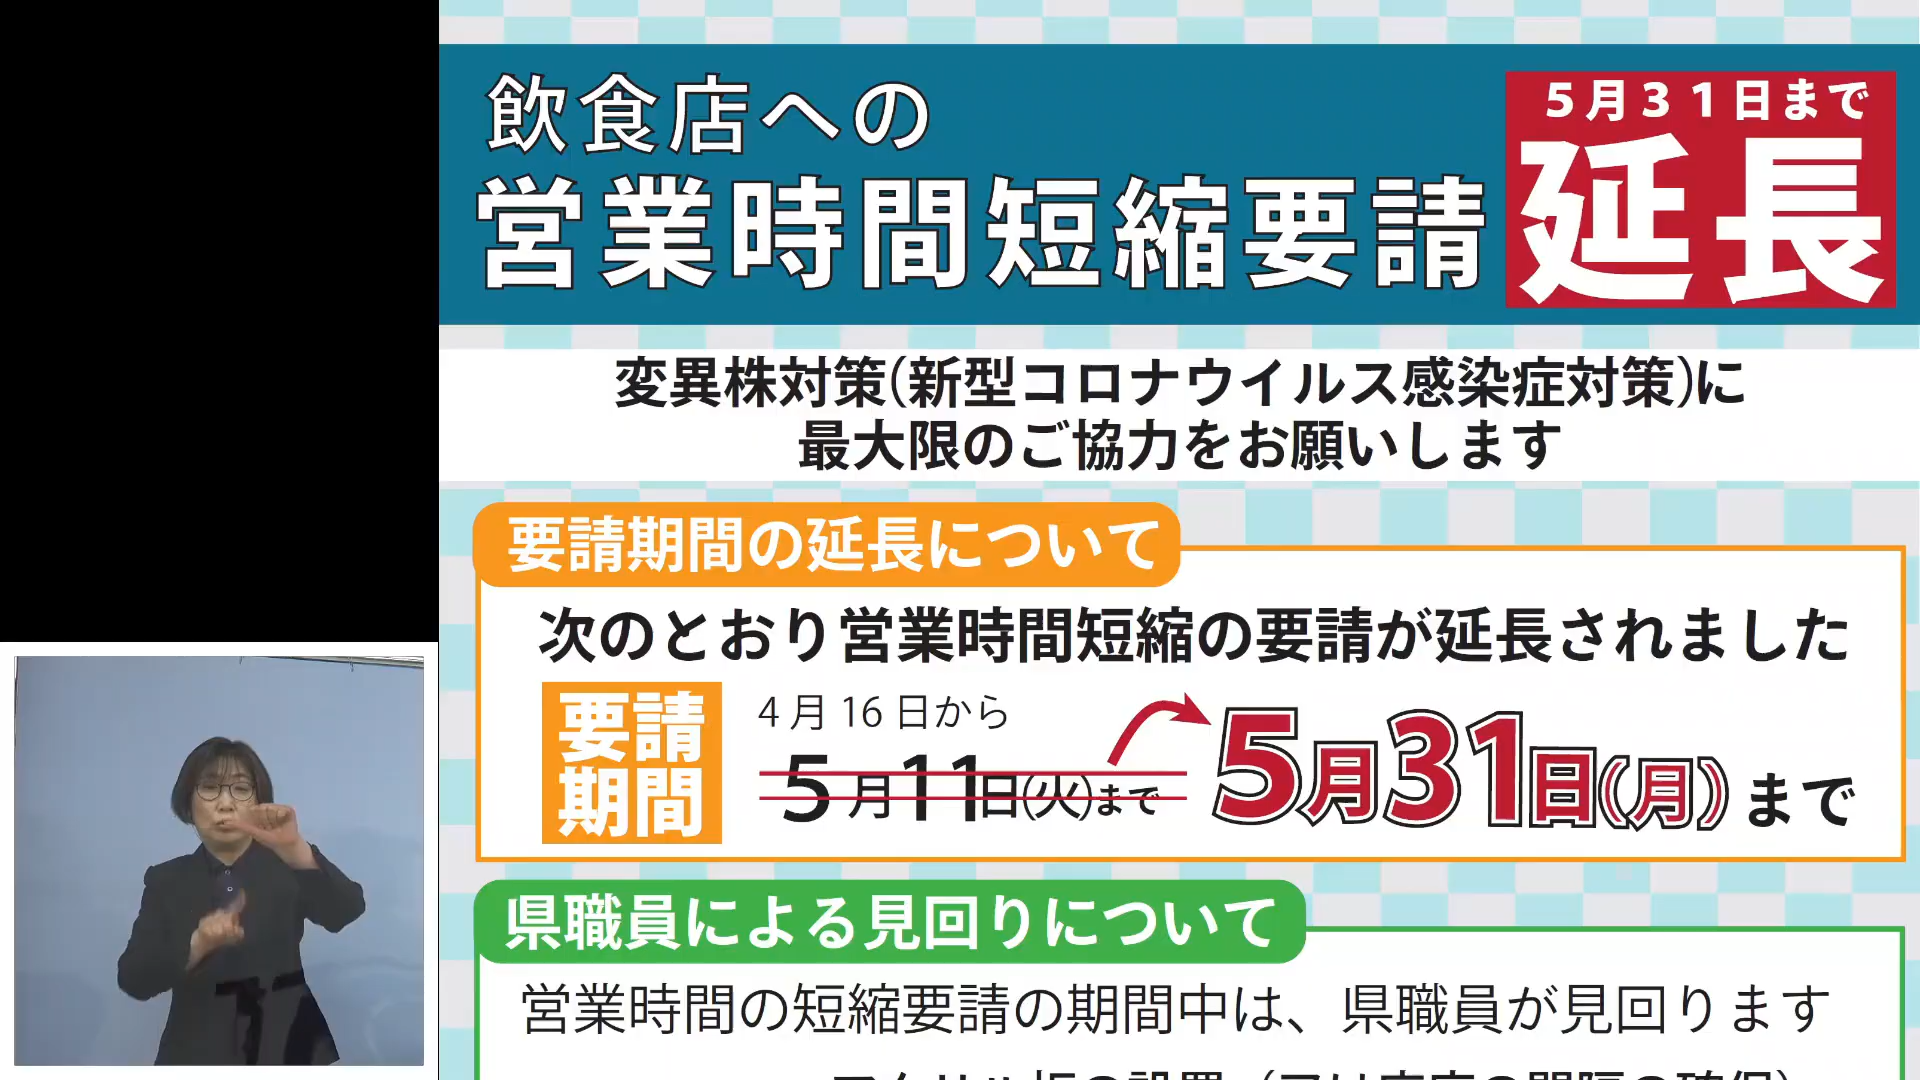 飲食店への
営業時間短縮要請
5月31日まで
延長
変異株対策(新型コロナウイルス感染症対策)に
最大限のご協力をお願いします
要請期間の延長について
次のとおり営業時間短縮の要請が延長されました
要請
期間
4月16日から
5月11日(火)まで
5月31日(月)まで
県職員による見回りについて
営業時間の短縮要請の期間中は、県職員が見回ります